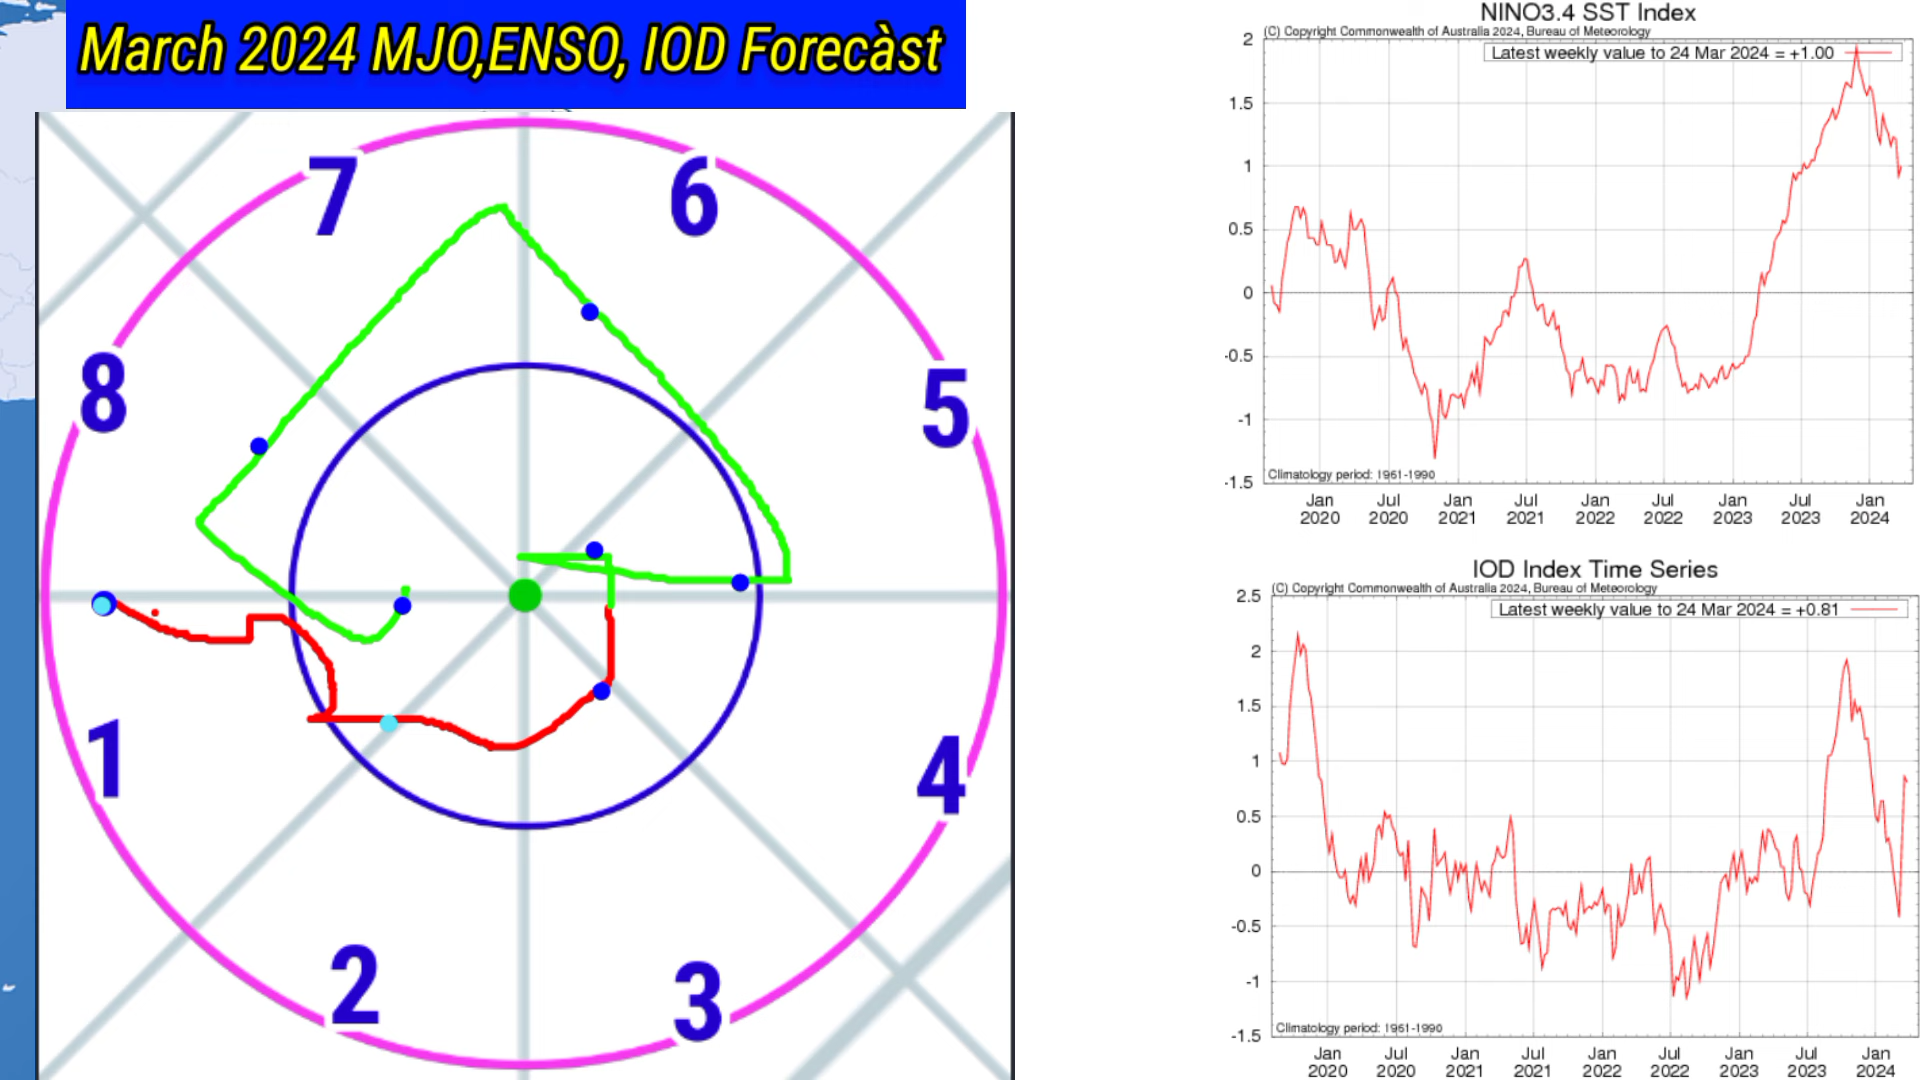 March 2024 MJO,ENSO, IOD Forecàst
7
6
8
5
1
4
2
3
NINO3.4 SST Index
(C) Copyright Commonwealth of Australia 2024, Bureau of Meteorology
Latest weekly value to 24 Mar 2024 = +1.00
2
1.5
1
0.5
0
-0.5
-1
-1.5
Climatology period: 1961-1990
Jan Jul Jan Jul Jan Jul Jan Jul Jan
2020 2020 2021 2021 2022 2022 2023 2023 2024
IOD Index Time Series
(C) Copyright Commonwealth of Australia 2024, Bureau of Meteorology
Latest weekly value to 24 Mar 2024 = +0.81
2.5
2
1.5
1
0.5
0
-0.5
-1
-1.5
Climatology period: 1961-1990
Jan Jul Jan Jul Jan Jul Jan Jul Jan
2020 2020 2021 2021 2022 2022 2023 2023 2024